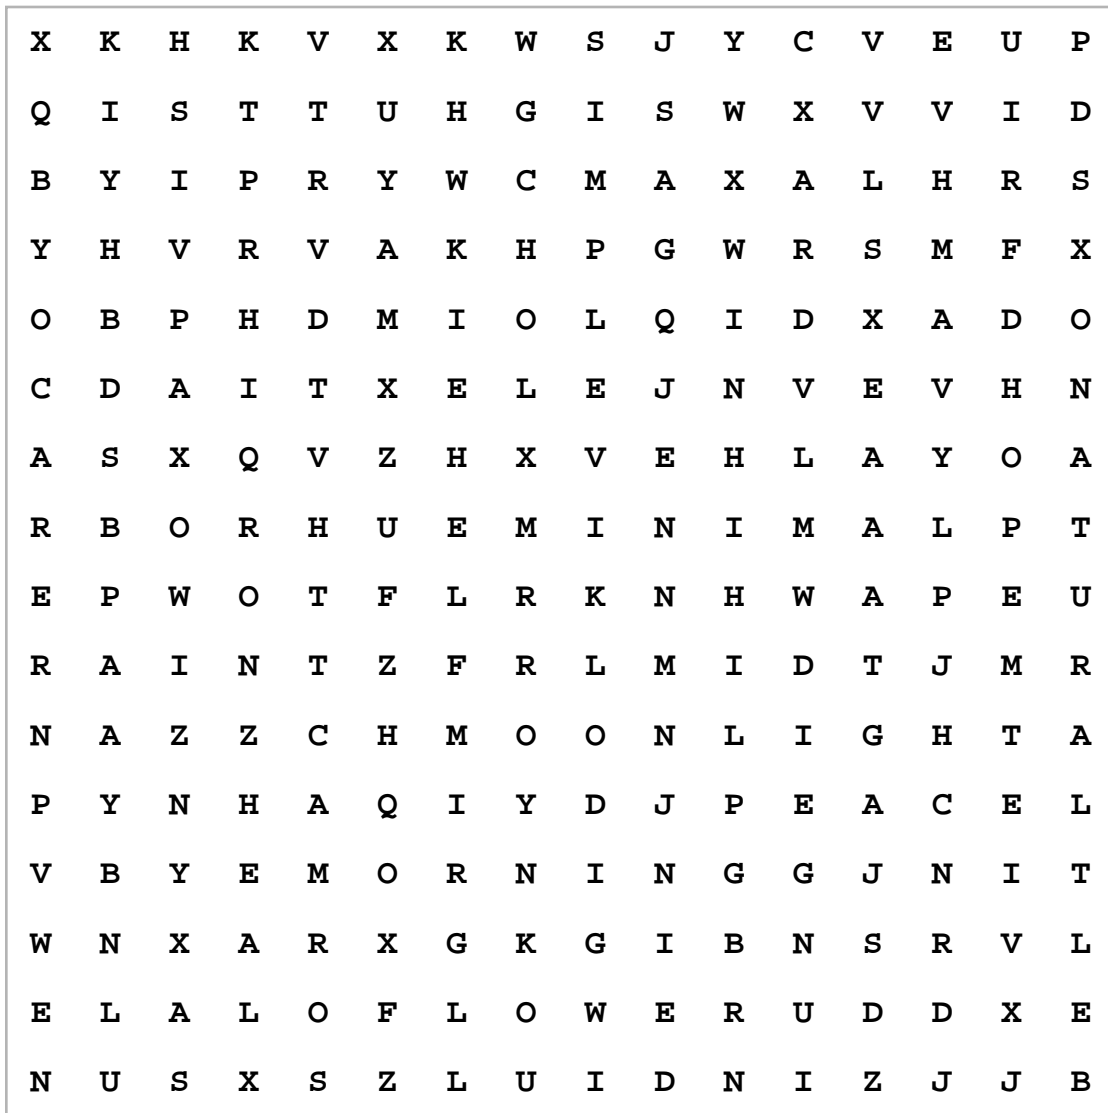 X K H K V X K W S J Y C V E U P
Q I S T T U H G I S W X V V I D
B Y I P R Y W C M A X A L H R S
Y H V R V A K H P G W R S M F X
O B P H D M I O L Q I D X A D O
C D A I T X E L E J N V E V H N
A S X Q V Z H X V E H L A Y O A
R B O R H U E M I N I M A L P T
E P W O T F L R K N H W A P E U
R A I N T Z F R L M I D T J M R
N A Z Z C H M O O N L I G H T A
P Y N H A Q I Y D J P E A C E L
V B Y E M O R N I N G G J N I T
W N X A R X G K G I B N S R V L
E L A L O F L O W E R U D D X E
N U S X S Z L U I D N I Z J J B